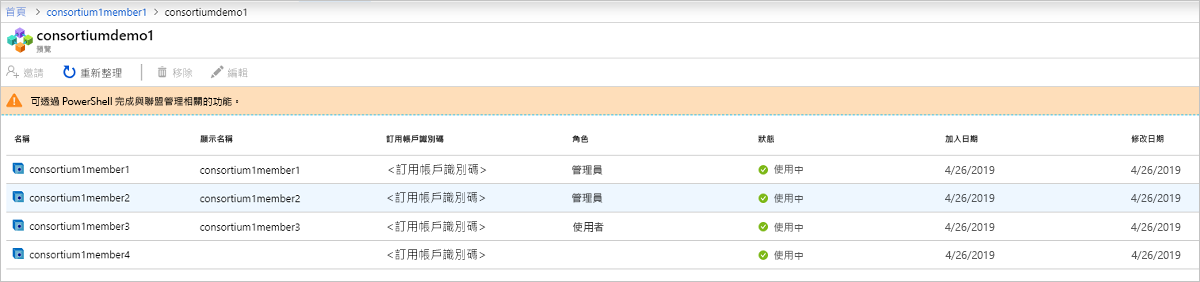 首頁 > consortium1member1 > consortiumdemo1
consortiumdemo1
預覽
邀請 重新整理 移除 編輯
可透過 PowerShell 完成與聯盟管理相關的功能。
名稱 顯示名稱 訂用帳戶識別碼 角色 狀態 加入日期 修改日期
consortium1member1 consortium1member1 <訂用帳戶識別碼> 管理員 使用中 4/26/2019 4/26/2019
consortium1member2 consortium1member2 <訂用帳戶識別碼> 管理員 使用中 4/26/2019 4/26/2019
consortium1member3 consortium1member3 <訂用帳戶識別碼> 使用者 使用中 4/26/2019 4/26/2019
consortium1member4 <訂用帳戶識別碼> 使用中 4/26/2019 4/26/2019